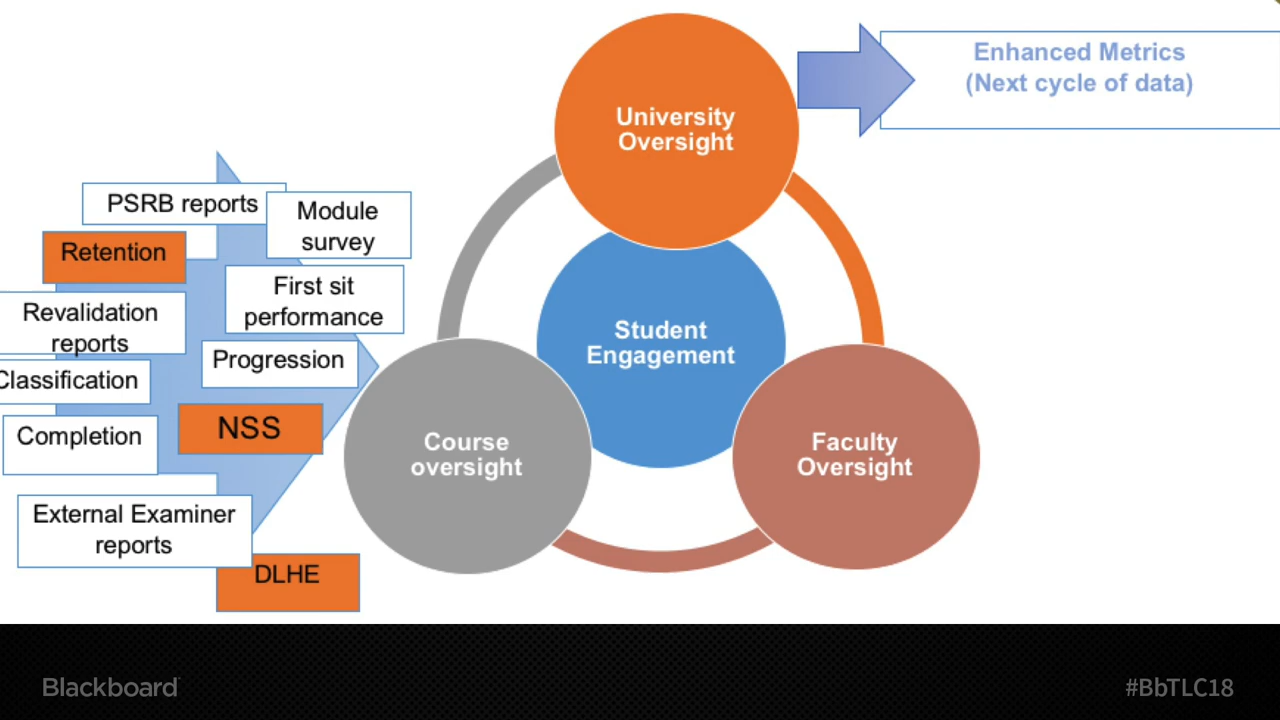 Enhanced Metrics
(Next cycle of data)
University
Oversight
PSRB reports
Module
survey
Retention
First sit
performance
Revalidation
reports
Progression
Classification
Student
Engagement
NSS
Completion
Course
oversight
Faculty
Oversight
External Examiner
reports
DLHE
Blackboard
#BbTLC18